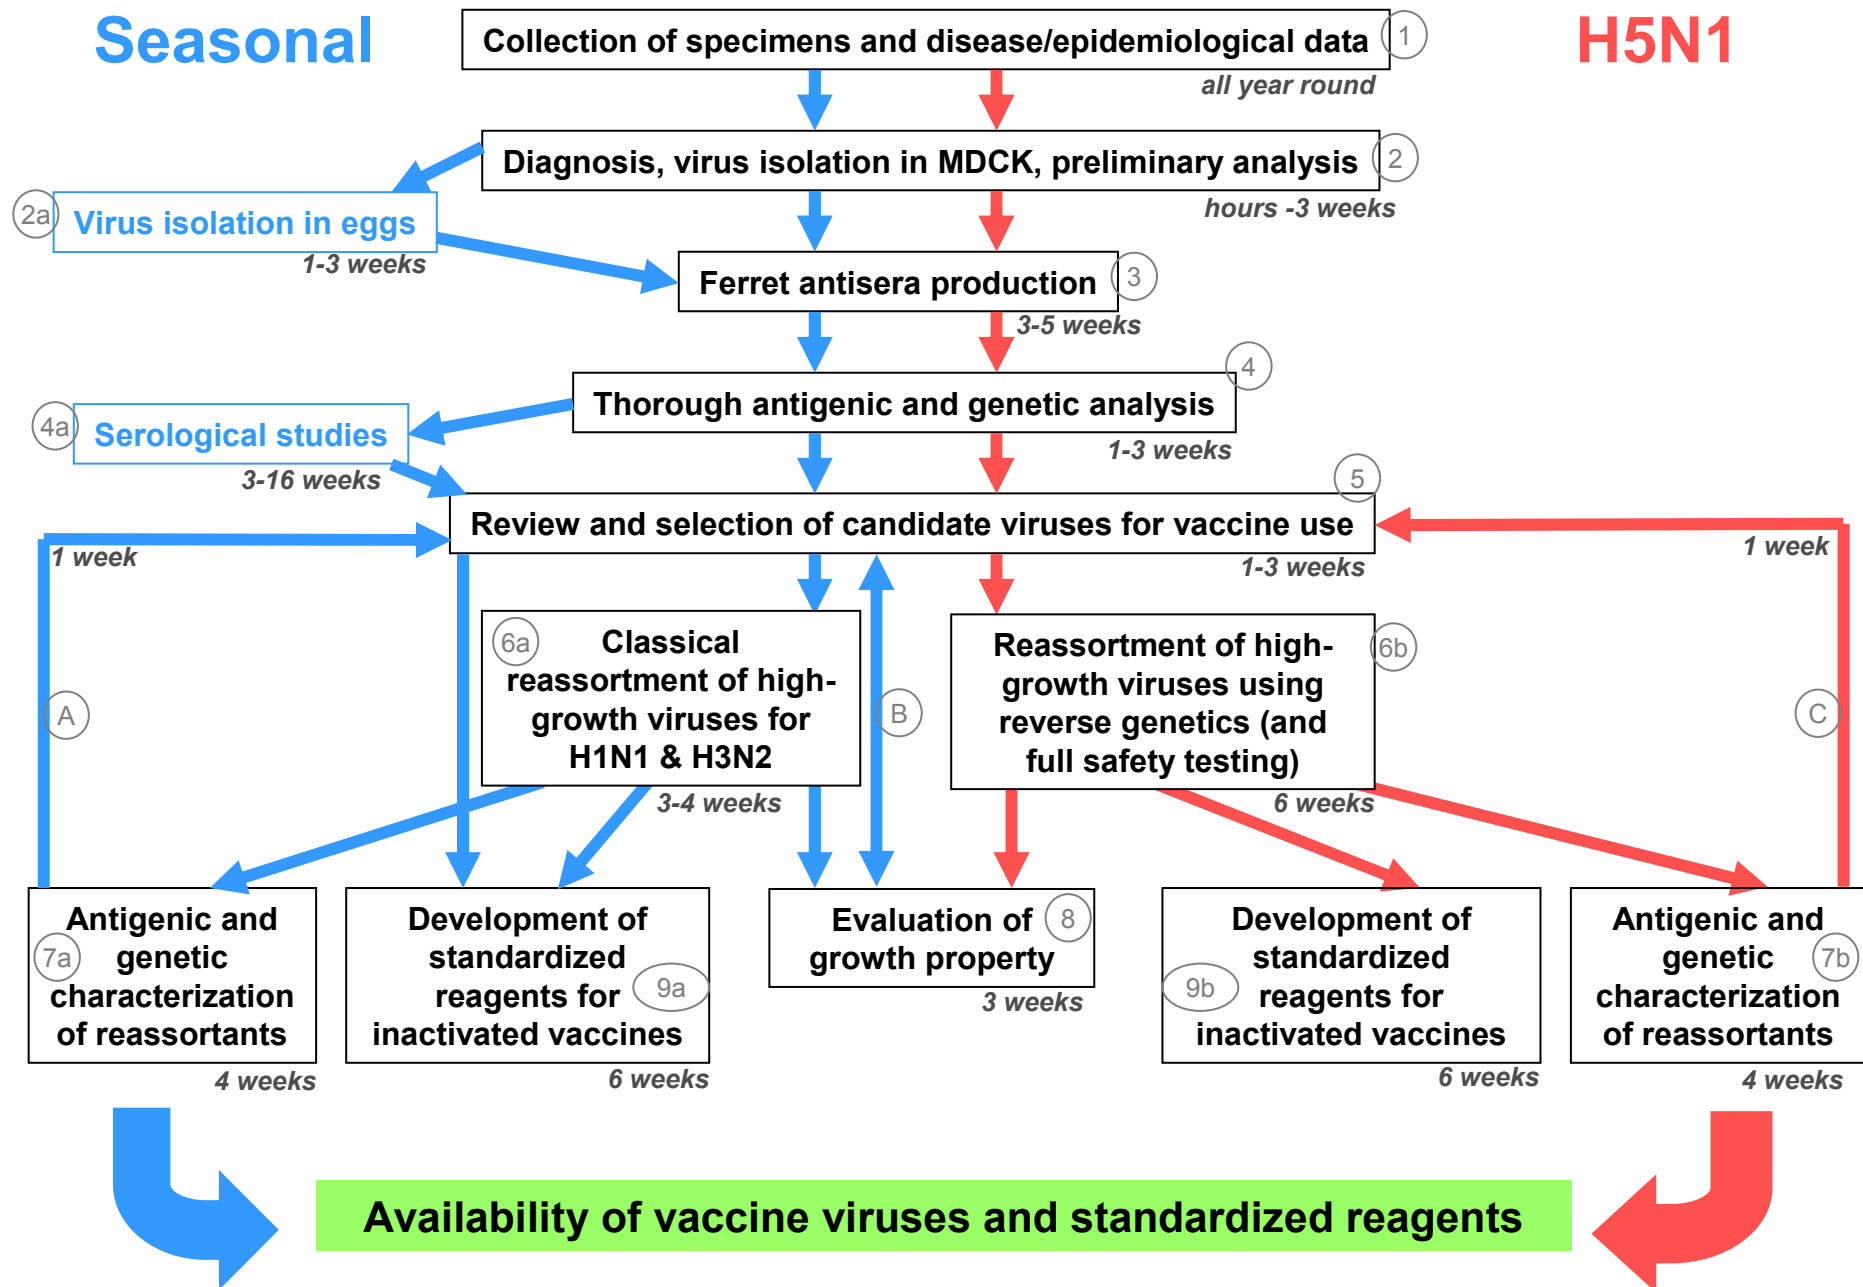 Seasonal
H5N1
Collection of specimens and disease/epidemiological data
1
all year round
Diagnosis, virus isolation in MDCK, preliminary analysis
2
hours -3 weeks
2a
Virus isolation in eggs
1-3 weeks
Ferret antisera production
3
3-5 weeks
Thorough antigenic and genetic analysis
4
1-3 weeks
4a
Serological studies
3-16 weeks
Review and selection of candidate viruses for vaccine use
5
1-3 weeks
1 week
1 week
6a
Classical
reassortment of high-
growth viruses for
H1N1 & H3N2
3-4 weeks
Reassortment of high-
growth viruses using
reverse genetics (and
full safety testing)
6b
6 weeks
A
B
C
Antigenic and
genetic
characterization
of reassortants
7a
4 weeks
Development of
standardized
reagents for
inactivated vaccines
9a
6 weeks
Evaluation of
growth property
8
3 weeks
Development of
standardized
reagents for
inactivated vaccines
9b
6 weeks
Antigenic and
genetic
characterization
of reassortants
7b
4 weeks
Availability of vaccine viruses and standardized reagents